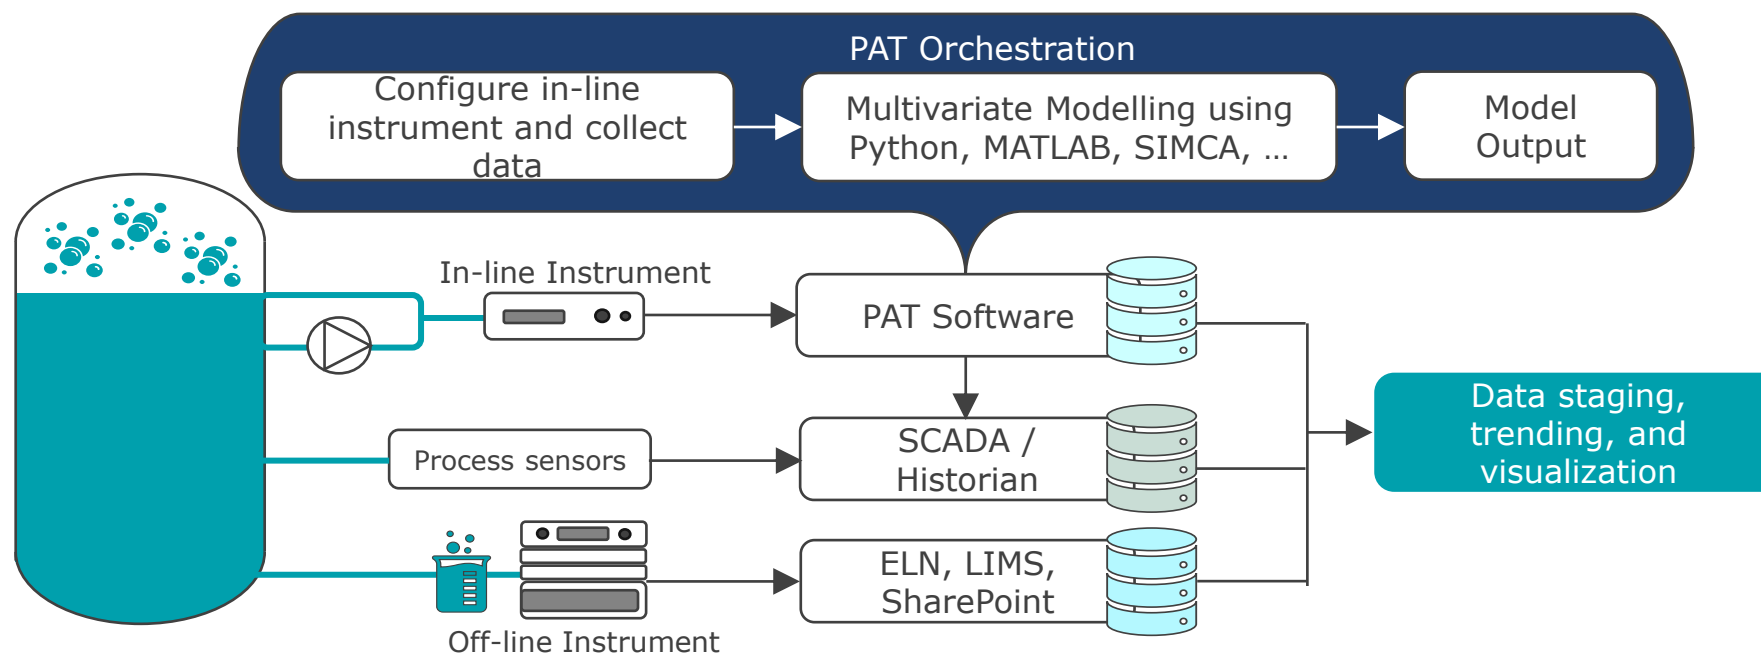 PAT Orchestration
Configure in-line
instrument and collect
data
Multivariate Modelling using
Python, MATLAB, SIMCA, …
Model
Output
In-line Instrument
PAT Software
Process sensors
SCADA /
Historian
Data staging,
trending, and
visualization
ELN, LIMS,
SharePoint
Off-line Instrument